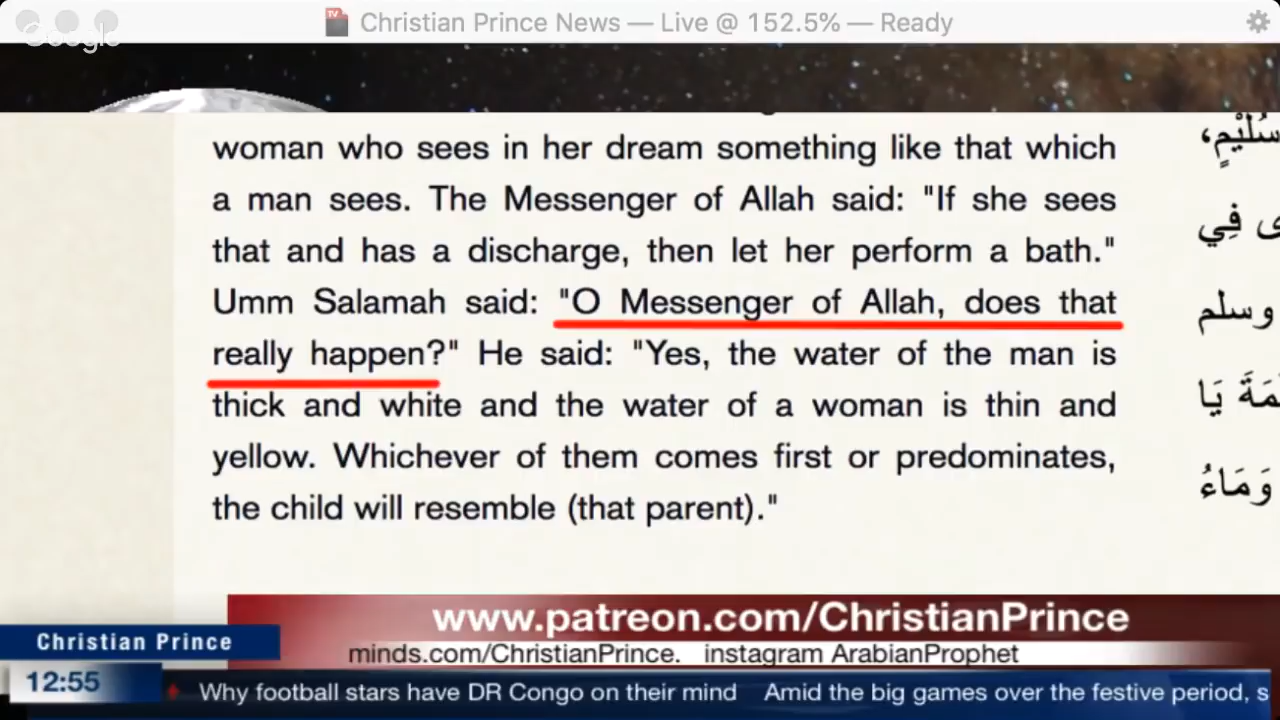 Christian Prince News — Live @ 152.5% — Ready
Google
woman who sees in her dream something like that which
a man sees. The Messenger of Allah said: "If she sees
that and has a discharge, then let her perform a bath."
Umm Salamah said: "O Messenger of Allah, does that
really happen?" He said: "Yes, the water of the man is
thick and white and the water of a woman is thin and
yellow. Whichever of them comes first or predominates,
the child will resemble (that parent)."
سُلَيْمٍ،
فِي
وسلم
يَا
وَمَاءُ
www.patreon.com/ChristianPrince
Christian Prince
minds.com/ChristianPrince. instagram ArabianProphet
12:55
Why football stars have DR Congo on their mind Amid the big games over the festive period, s